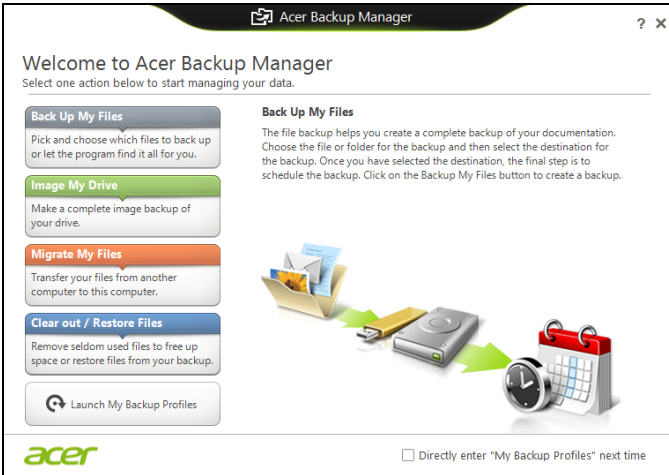 Acer Backup Manager
? X
Welcome to Acer Backup Manager
Select one action below to start managing your data.
Back Up My Files
Pick and choose which files to back up
or let the program find it all for you.
Image My Drive
Make a complete image backup of
your drive.
Migrate My Files
Transfer your files from another
computer to this computer.
Clear out / Restore Files
Remove seldom used files to free up
space or restore files from your backup.
Launch My Backup Profiles
Back Up My Files
The file backup helps you create a complete backup of your documentation.
Choose the file or folder for the backup and then select the destination for
the backup. Once you have selected the destination, the final step is to
schedule the backup. Click on the Backup My Files button to create a backup.
acer
Directly enter "My Backup Profiles" next time